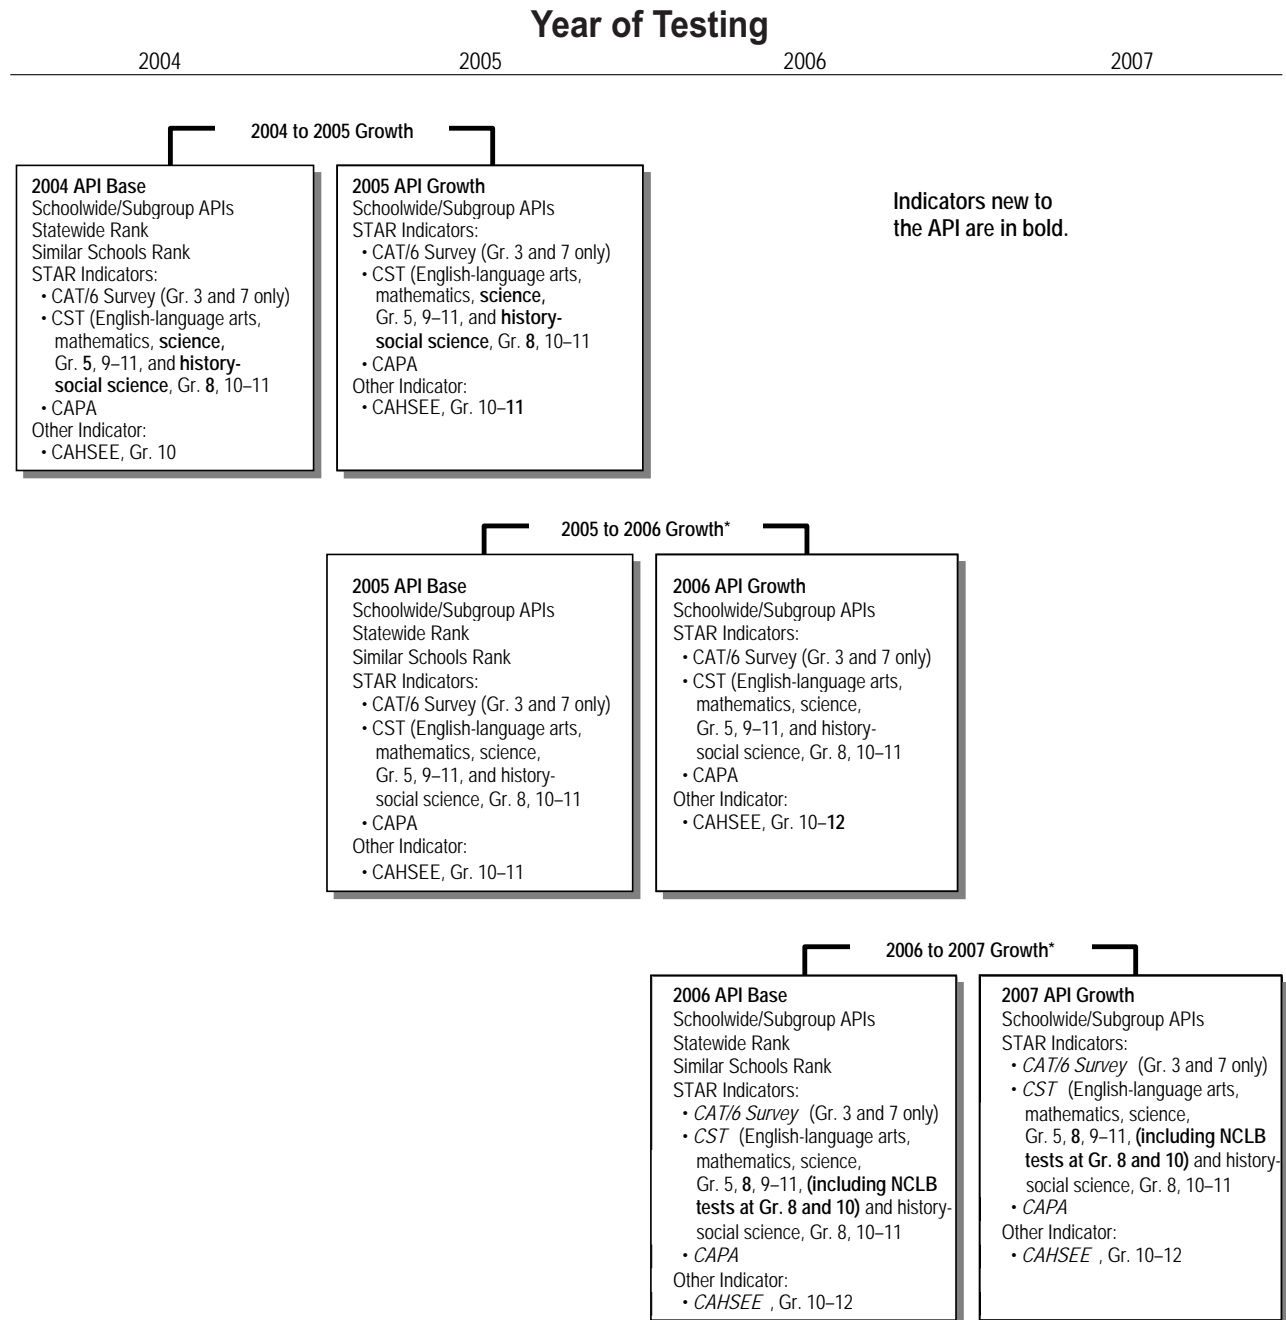 Year of Testing
2004 2005 2006 2007
2004 to 2005 Growth
2004 API Base
Schoolwide/Subgroup APIs
Statewide Rank
Similar Schools Rank
STAR Indicators:
• CAT/6 Survey (Gr. 3 and 7 only)
• CST (English-language arts,
mathematics, science,
Gr. 5, 9–11, and history-
social science, Gr. 8, 10–11
• CAPA
Other Indicator:
• CAHSEE, Gr. 10
2005 API Growth
Schoolwide/Subgroup APIs
STAR Indicators:
• CAT/6 Survey (Gr. 3 and 7 only)
• CST (English-language arts,
mathematics, science,
Gr. 5, 9–11, and history-
social science, Gr. 8, 10–11
• CAPA
Other Indicator:
• CAHSEE, Gr. 10–11
Indicators new to
the API are in bold.
2005 to 2006 Growth*
2005 API Base
Schoolwide/Subgroup APIs
Statewide Rank
Similar Schools Rank
STAR Indicators:
• CAT/6 Survey (Gr. 3 and 7 only)
• CST (English-language arts,
mathematics, science,
Gr. 5, 9–11, and history-
social science, Gr. 8, 10–11
• CAPA
Other Indicator:
• CAHSEE, Gr. 10–11
2006 API Growth
Schoolwide/Subgroup APIs
STAR Indicators:
• CAT/6 Survey (Gr. 3 and 7 only)
• CST (English-language arts,
mathematics, science,
Gr. 5, 9–11, and history-
social science, Gr. 8, 10–11
• CAPA
Other Indicator:
• CAHSEE, Gr. 10–12
2006 to 2007 Growth*
2006 API Base
Schoolwide/Subgroup APIs
Statewide Rank
Similar Schools Rank
STAR Indicators:
• CAT/6 Survey (Gr. 3 and 7 only)
• CST (English-language arts,
mathematics, science,
Gr. 5, 8, 9–11, (including NCLB
tests at Gr. 8 and 10) and history-
social science, Gr. 8, 10–11
• CAPA
Other Indicator:
• CAHSEE , Gr. 10–12
2007 API Growth
Schoolwide/Subgroup APIs
STAR Indicators:
• CAT/6 Survey (Gr. 3 and 7 only)
• CST (English-language arts,
mathematics, science,
Gr. 5, 8, 9–11, (including NCLB
tests at Gr. 8 and 10) and history-
social science, Gr. 8, 10–11
• CAPA
Other Indicator:
• CAHSEE , Gr. 10–12